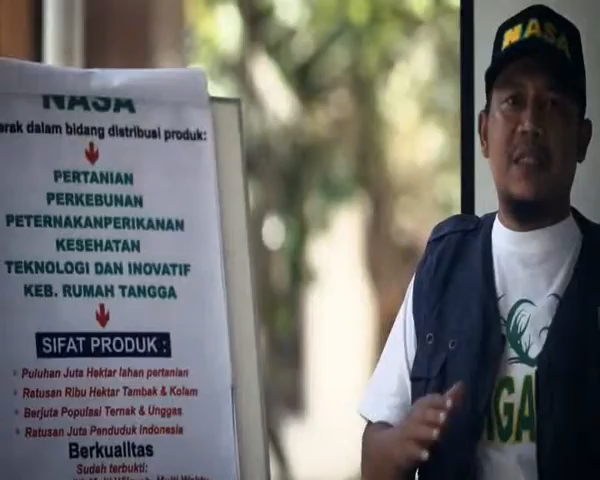 NASA
NASA
erak dalam bidang distribusi produk:
PERTANIAN
PERKEBUNAN
PETERNAKANPERIKANAN
KESEHATAN
TEKNOLOGI DAN INOVATIF
KEB. RUMAH TANGGA
SIFAT PRODUK :
Puluhan Juta Hektar lahan pertanian
Ratusan Ribu Hektar Tambak & Kolam
Berjuta Populasi Ternak & Unggas
Ratusan Juta Penduduk Indonesia
Berkualitas
Sudah terbukti: